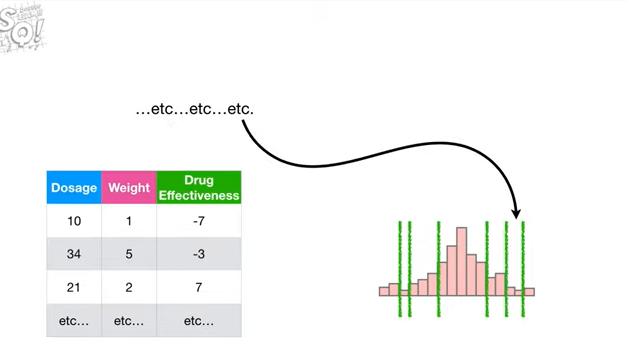 ...etc...etc...etc.
Dosage Weight Drug Effectiveness
10 1 -7
34 5 -3
21 2 7
etc... etc... etc...